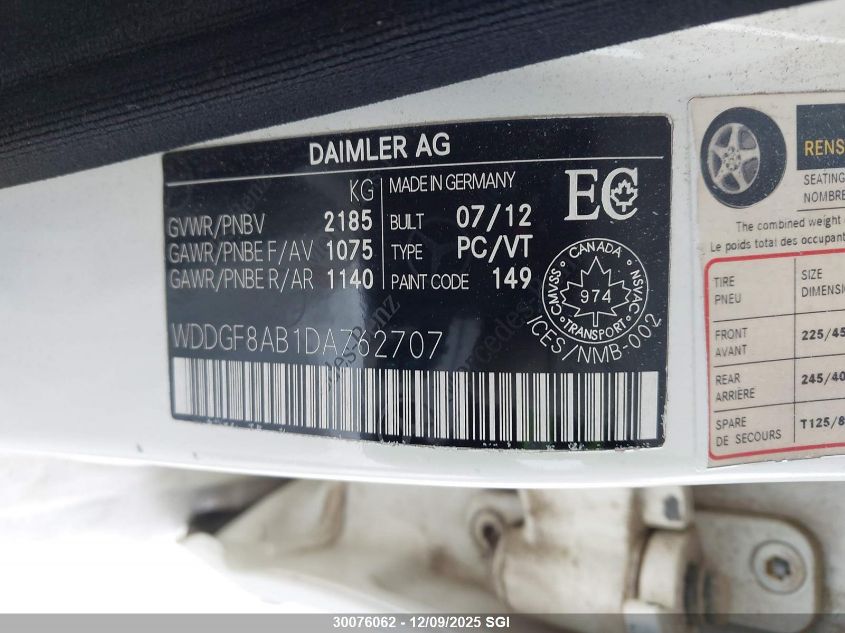 DAIMLER AG
KG
GVWR/PNBV 2185
GAWR/PNBE F/AV 1075
GAWR/PNBE R/AR 1140
MADE IN GERMANY
BUILT 07/12
TYPE PC/VT
PAINT CODE 149
EC
CANADA
CMVSS NSVAC
974
TRANSPORT
ICES/NMB-002
WDDGF8AB1DA762707
Mercedes-Benz
RENS
SEATING
NOMBRE
The combined weight
Le poids total des occupant
TIRE
PNEU
SIZE
DIMENSI
FRONT
AVANT
225/45
REAR
ARRIÈRE
245/40
SPARE
DE SECOURS
T125/8
30076062 - 12/09/2025 SGI